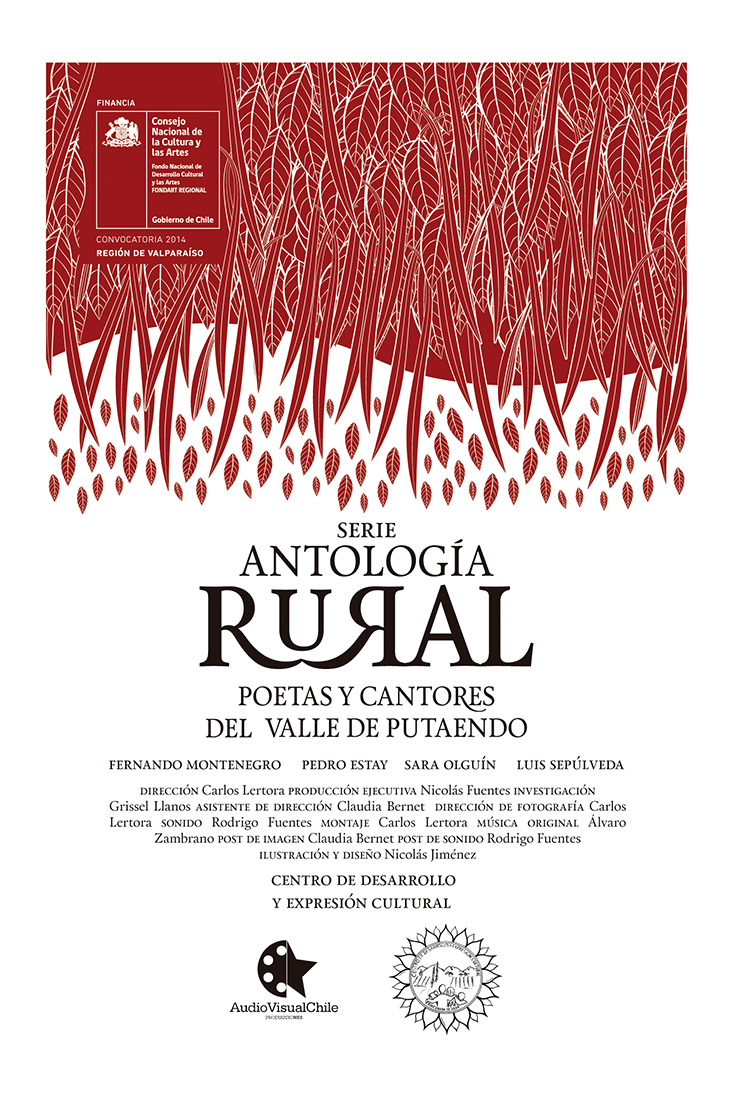 FINANCIA
Consejo
Nacional de
la Cultura y
las Artes
Fondo Nacional de
Desarrollo Cultural
y las Artes
FONDART REGIONAL
Gobierno de Chile
CONVOCATORIA 2014
REGIÓN DE VALPARAÍSO
SERIE
ANTOLOGÍA
RURAL
POETAS Y CANTORES
DEL VALLE DE PUTAENDO
FERNANDO MONTENEGRO PEDRO ESTAY SARA OLGUÍN LUIS SEPÚLVEDA
DIRECCIÓN Carlos Lertora PRODUCCIÓN EJECUTIVA Nicolás Fuentes INVESTIGACIÓN
Grissel Llanos ASISTENTE DE DIRECCIÓN Claudia Bernet DIRECCIÓN DE FOTOGRAFÍA Carlos
Lertora SONIDO Rodrigo Fuentes MONTAJE Carlos Lertora MÚSICA ORIGINAL Álvaro
Zambrano POST DE IMAGEN Claudia Bernet POST DE SONIDO Rodrigo Fuentes
ILUSTRACIÓN Y DISEÑO Nicolás Jiménez
CENTRO DE DESARROLLO
Y EXPRESIÓN CULTURAL
AudioVisualChile
PRODUCCIONES